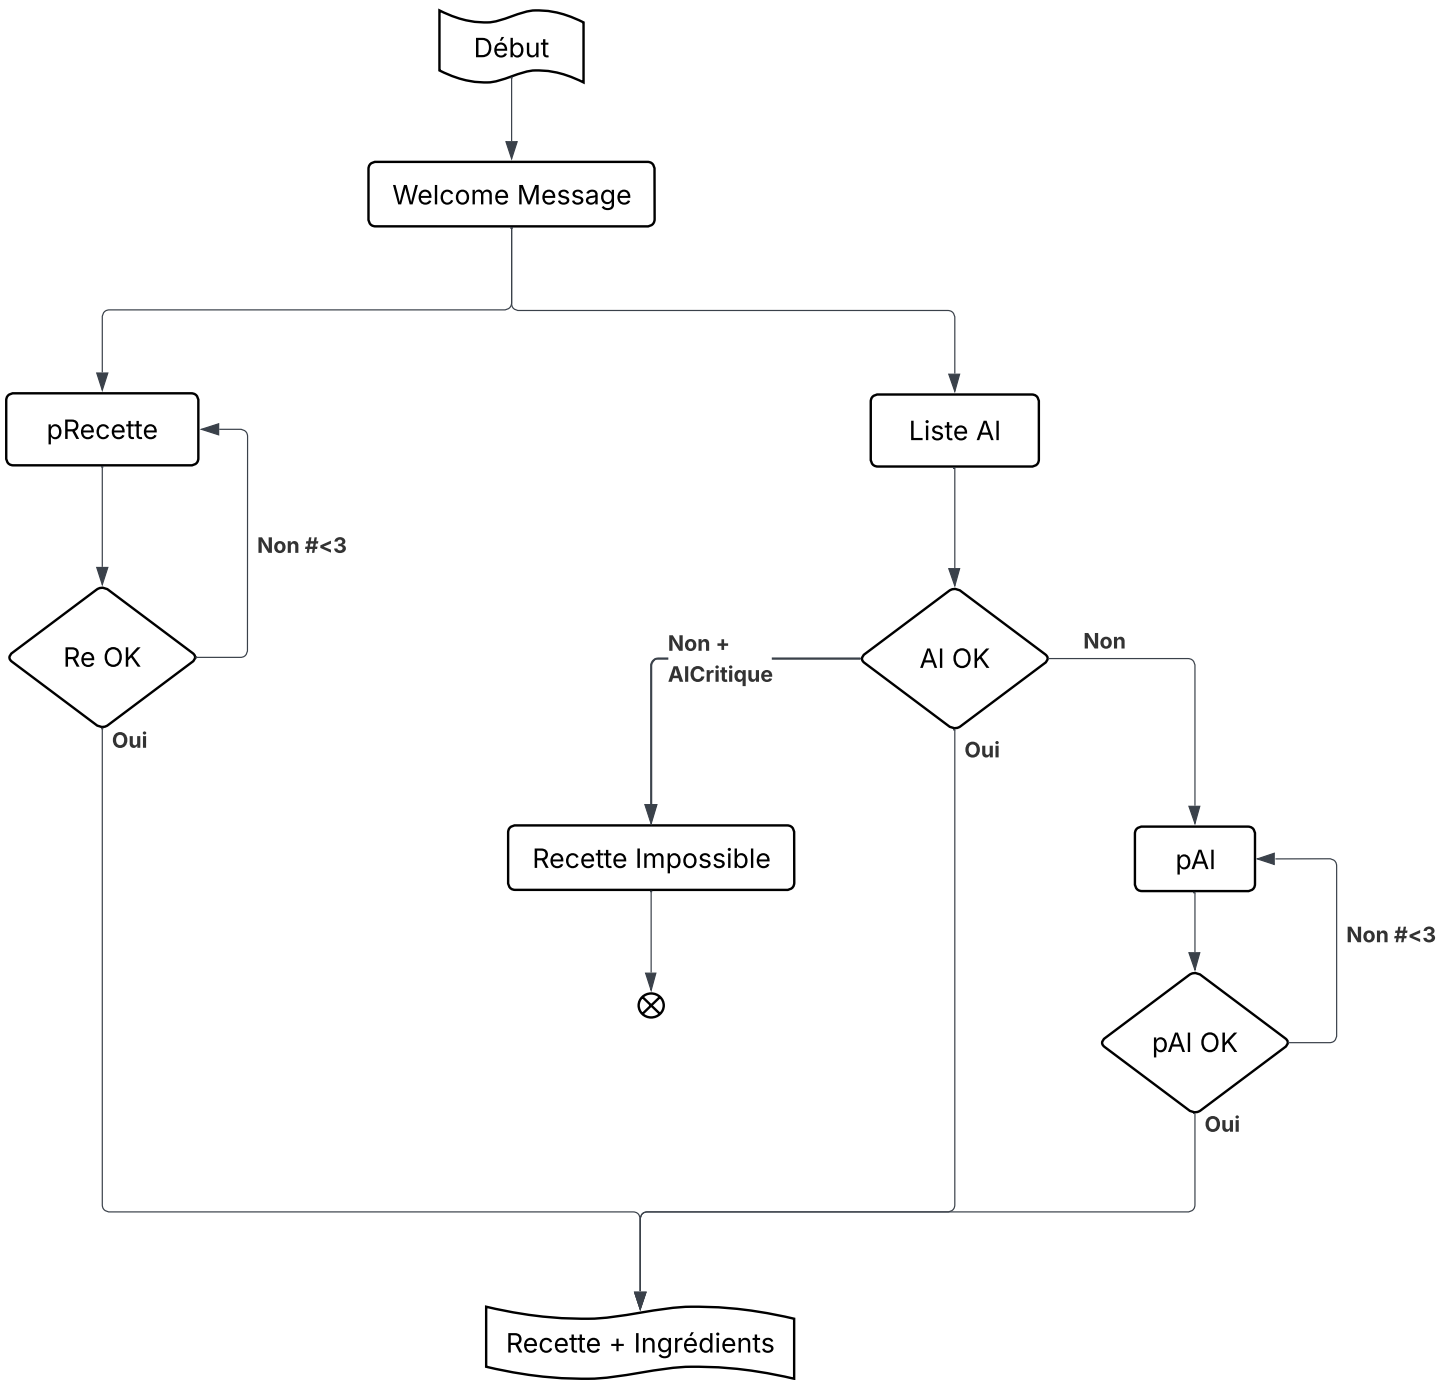 Début
Welcome Message
pRecette
Liste AI
Non #<3
Re OK
Non +
AICritique
AI OK
Non
Oui
Oui
Recette Impossible
pAI
Non #<3
pAI OK
Oui
Recette + Ingrédients